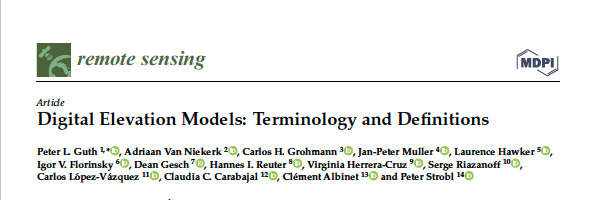 remote sensing
MDPI
Article
Digital Elevation Models: Terminology and Definitions
Peter L. Guth 1,*, Adriaan Van Niekerk 2, Carlos H. Grohmann 3, Jan-Peter Muller 4, Laurence Hawker 5,
Igor V. Florinsky 6, Dean Gesch 7, Hannes I. Reuter 8, Virginia Herrera-Cruz 9, Serge Riazanoff 10,
Carlos López-Vázquez 11, Claudia C. Carabajal 12, Clément Albinet 13 and Peter Strobl 14